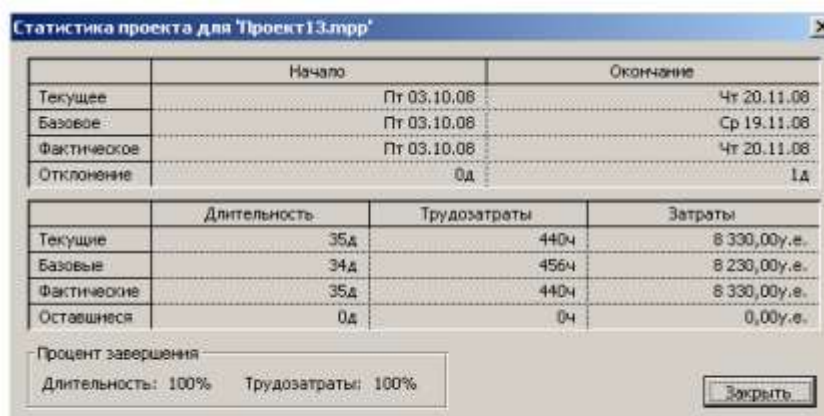 Статистика проекта для 'Проект13.mpp'
Начало Окончание
Текущее Пт 03.10.08 Чт 20.11.08
Базовое Пт 03.10.08 Ср 19.11.08
Фактическое Пт 03.10.08 Чт 20.11.08
Отклонение 0д 1д
Длительность Трудозатраты Затраты
Текущие 35д 440ч 8 330,00у.е.
Базовые 34д 456ч 8 230,00у.е.
Фактические 35д 440ч 8 330,00у.е.
Оставшиеся 0д 0ч 0,00у.е.
Процент завершения
Длительность: 100% Трудозатраты: 100%
Закрыть